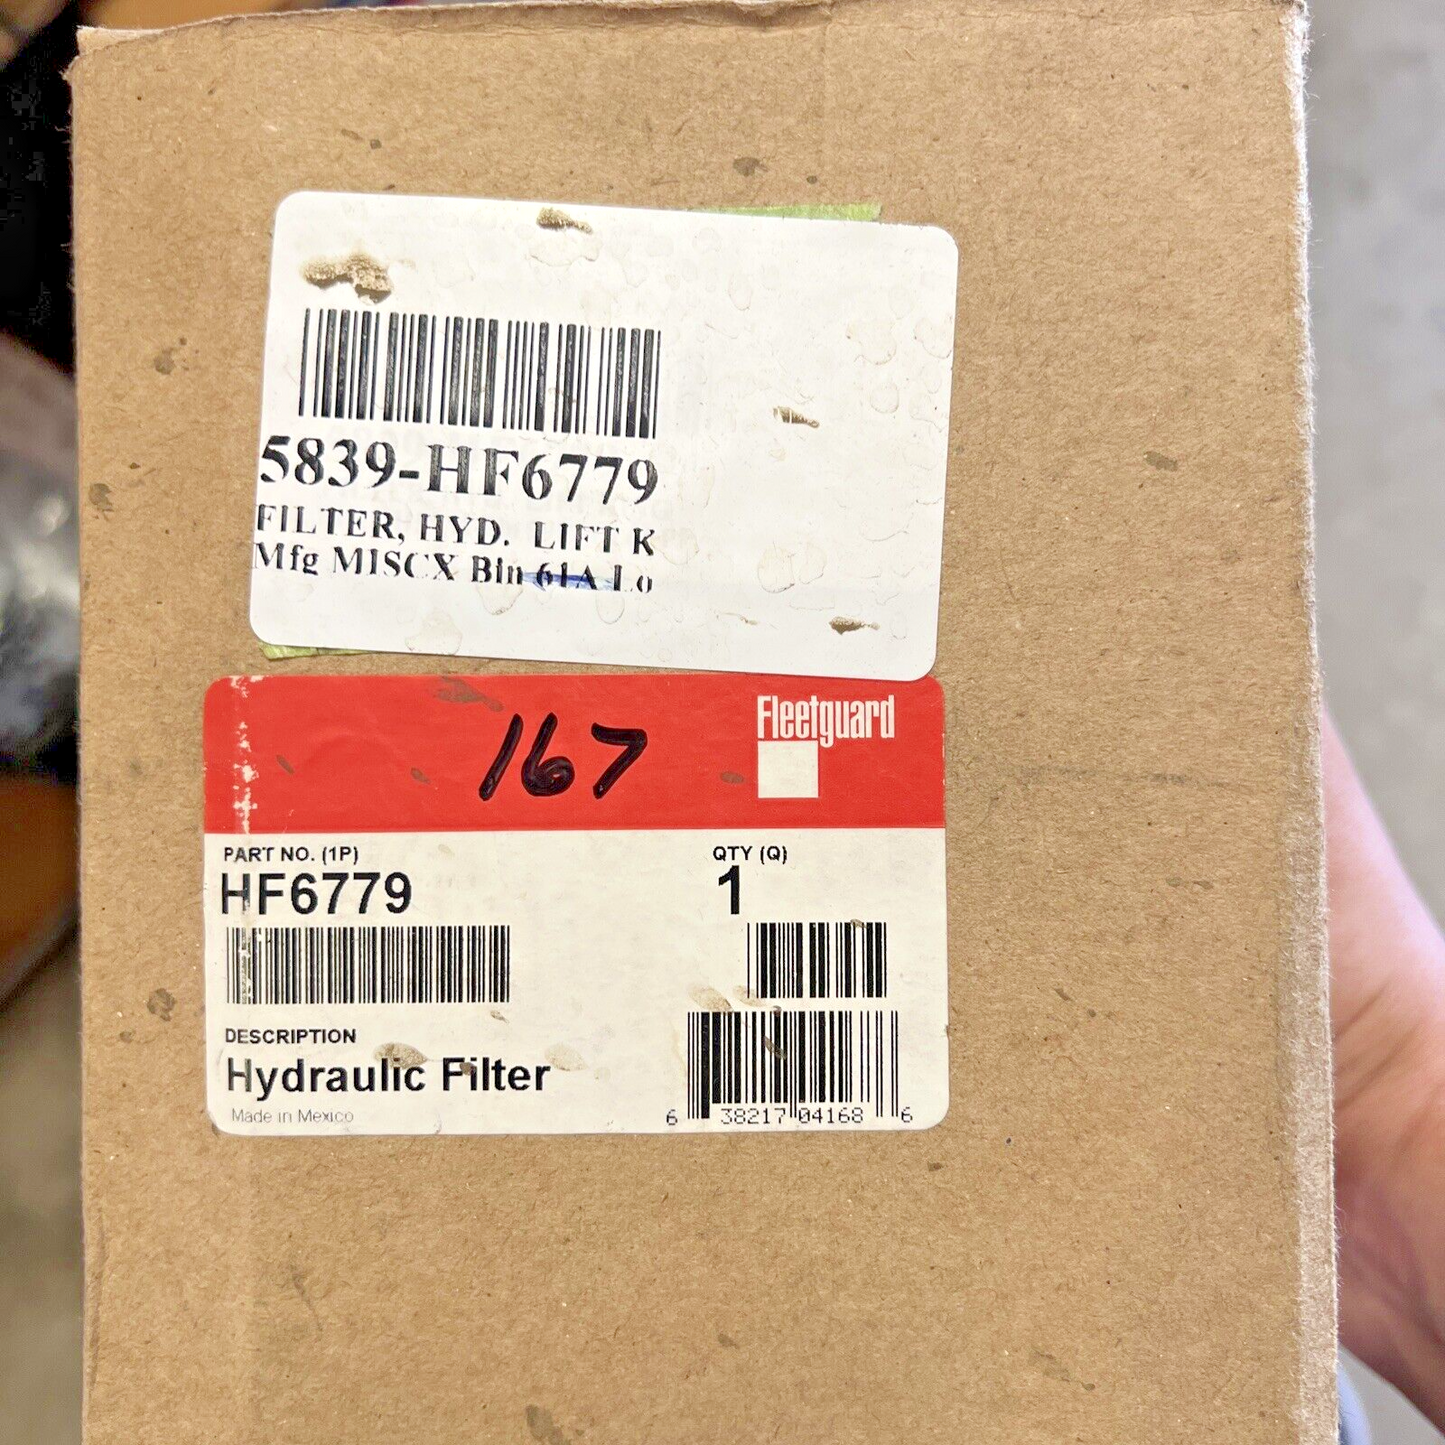 5839-HF6779
FILTER, HYD. LIFT K
Mfg MISCX Bin 61A Lo
167
Fleetguard
PART NO. (1P)
HF6779
QTY (Q)
1
DESCRIPTION
Hydraulic Filter
Made in Mexico
6 38217 04168 6